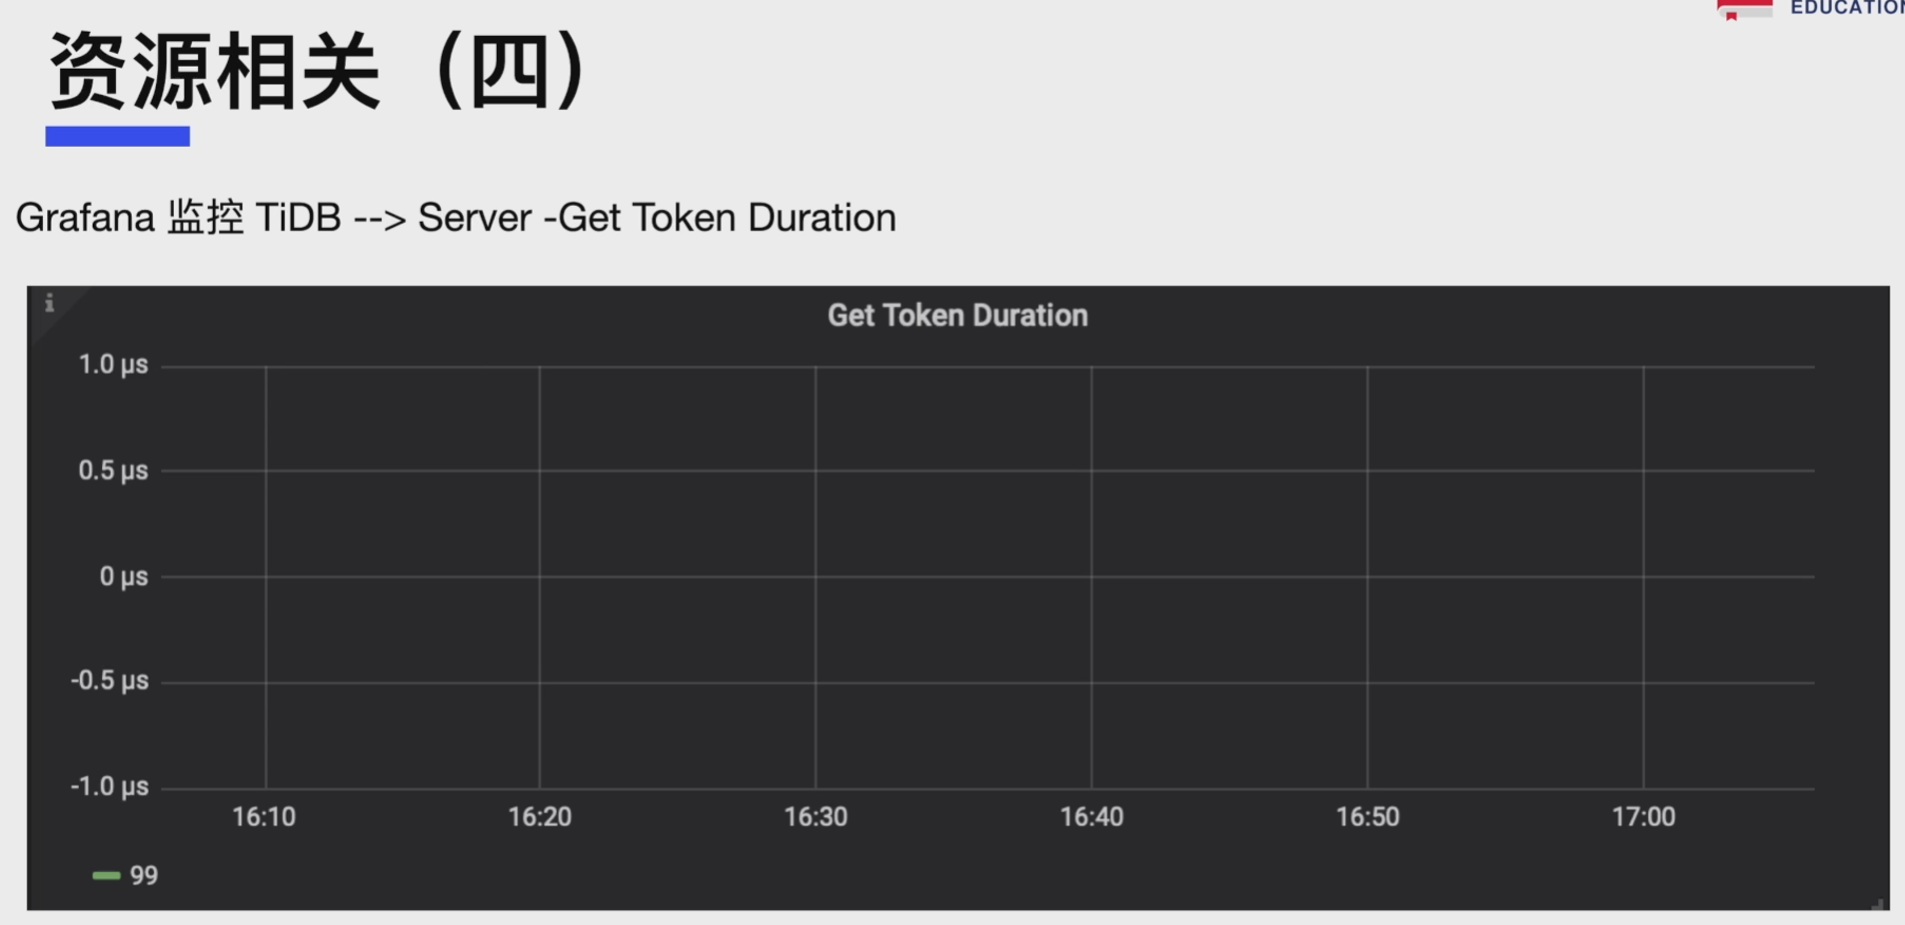 EDUCATION
资源相关（四）
Grafana 监控 TiDB --> Server -Get Token Duration
i
Get Token Duration
1.0 µs
0.5 µs
0 µs
-0.5 µs
-1.0 µs
16:10 16:20 16:30 16:40 16:50 17:00
99